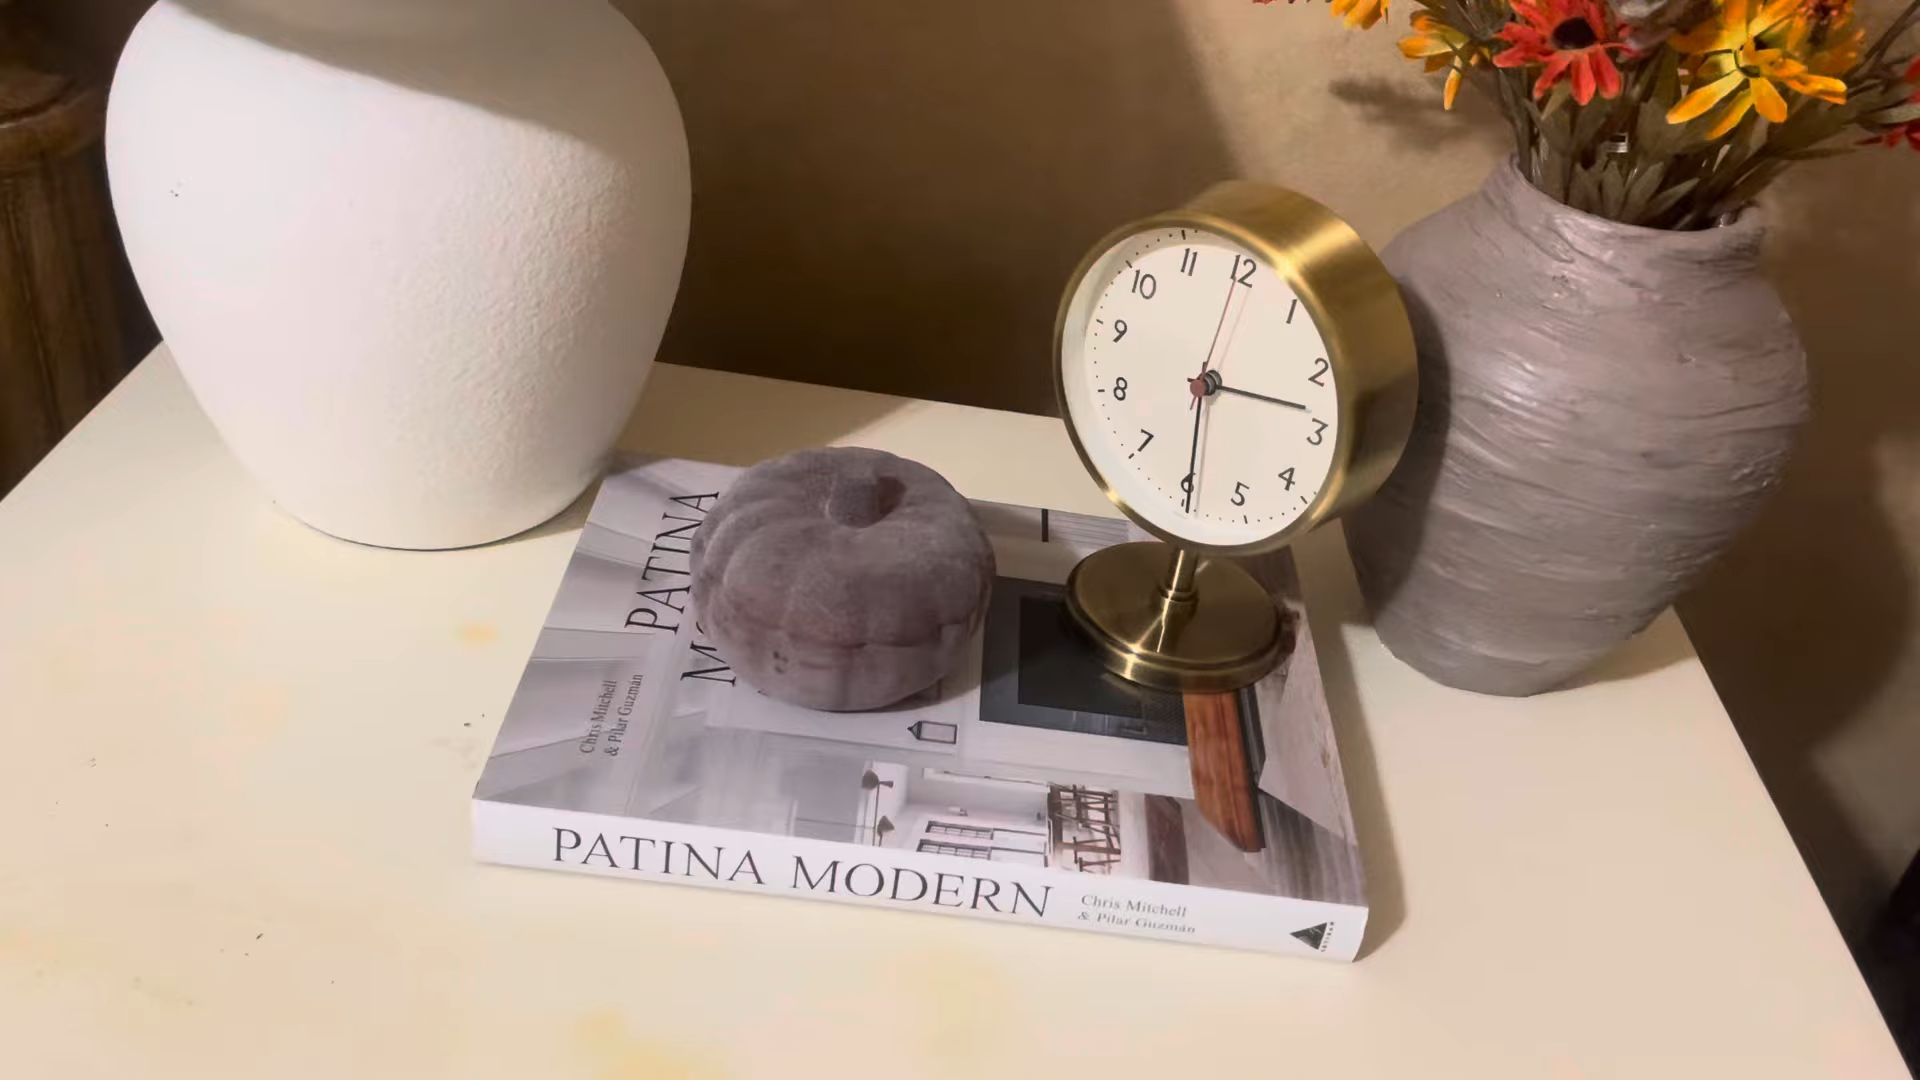 11 12 1
10 2
9 3
8 4
7 6 5
PATINA
Chris Mitchell
& Pilar Guzmán
PATINA MODERN
Chris Mitchell
& Pilar Guzmán